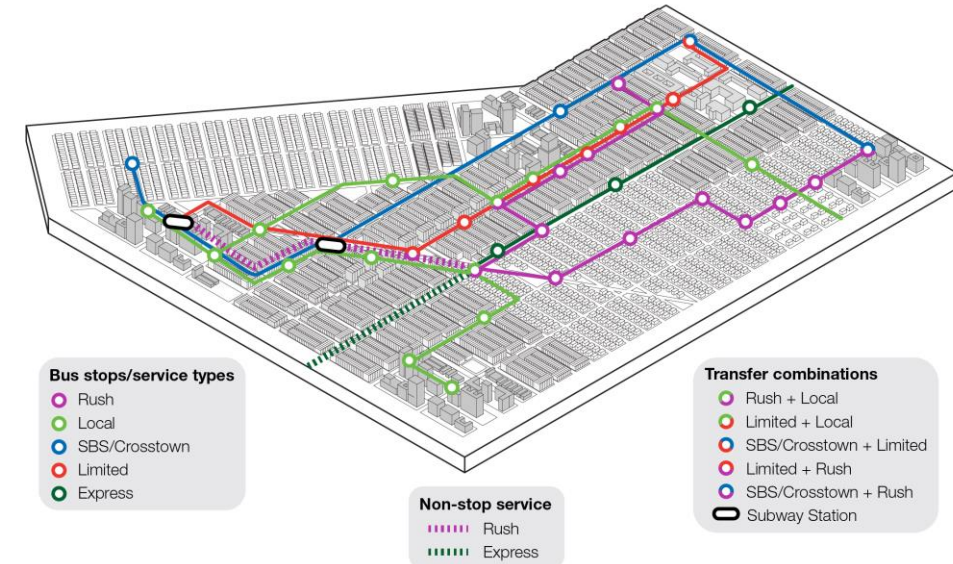 Bus stops/service types
Rush
Local
SBS/Crosstown
Limited
Express
Non-stop service
Rush
Express
Transfer combinations
Rush + Local
Limited + Local
SBS/Crosstown + Limited
Limited + Rush
SBS/Crosstown + Rush
Subway Station